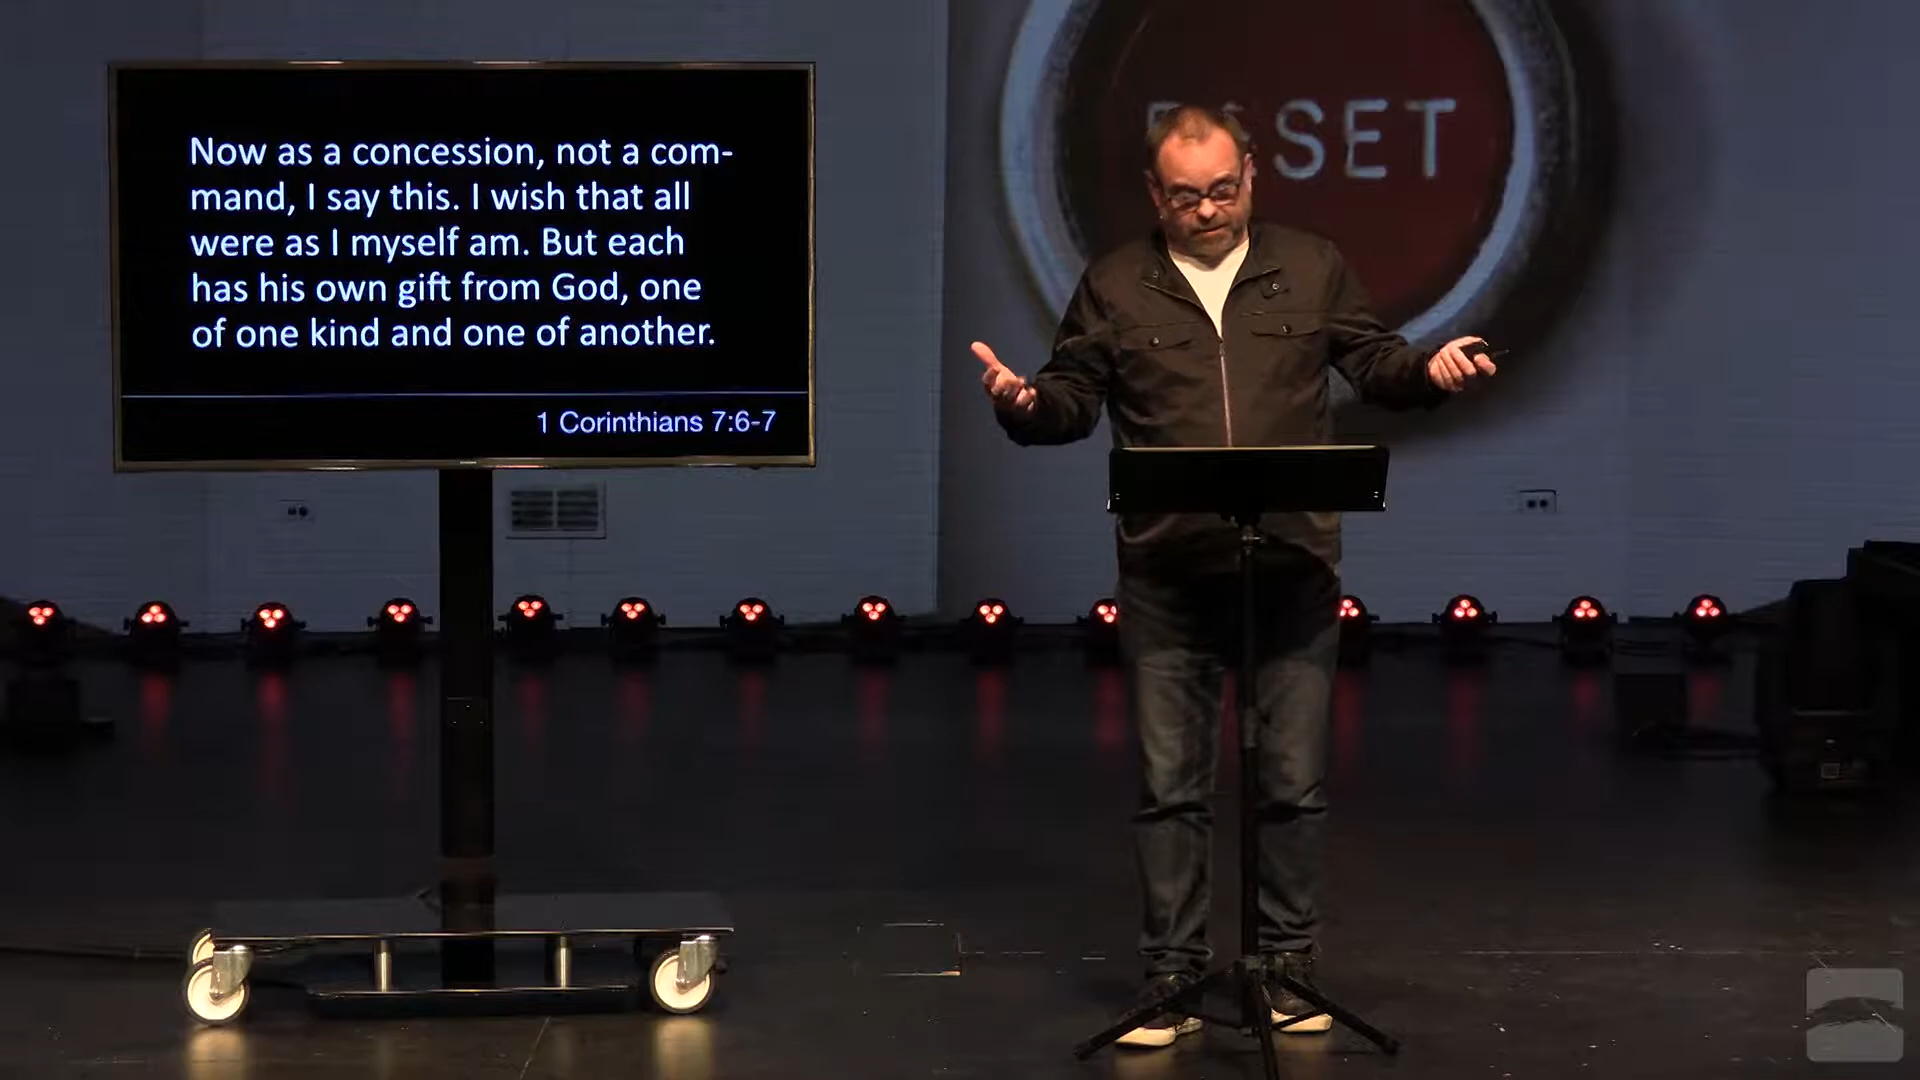 Now as a concession, not a com-
mand, I say this. I wish that all
were as I myself am. But each
has his own gift from God, one
of one kind and one of another.
1 Corinthians 7:6-7
RESET